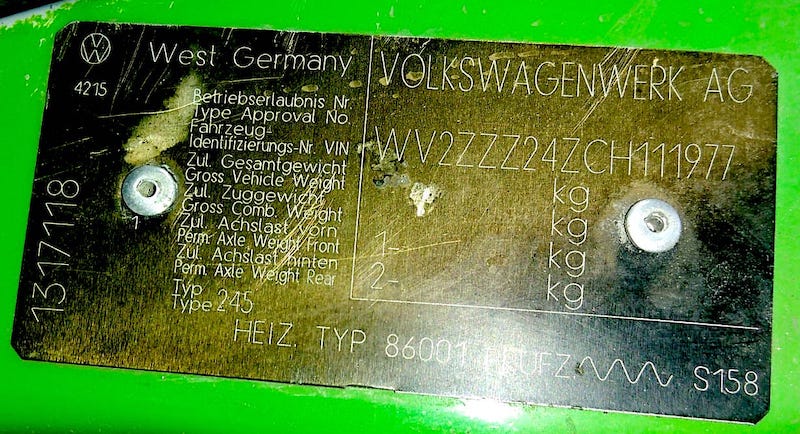 West Germany
VOLKSWAGENWERK AG
4215
Betriebserlaubnis Nr.
Type Approval No.
Fahrzeug-
Identifizierungs-Nr. VIN
WV2ZZZ24ZCH111977
Zul. Gesamtgewicht
Gross Vehicle Weight
kg
Zul. Zuggewicht
Gross Comb. Weight
kg
Zul. Achslast vorn
Perm. Axle Weight Front
1-
kg
Zul. Achslast hinten
Perm. Axle Weight Rear
2-
kg
Typ
Type 245
1317118
1
HEIZ. TYP 86001
S158